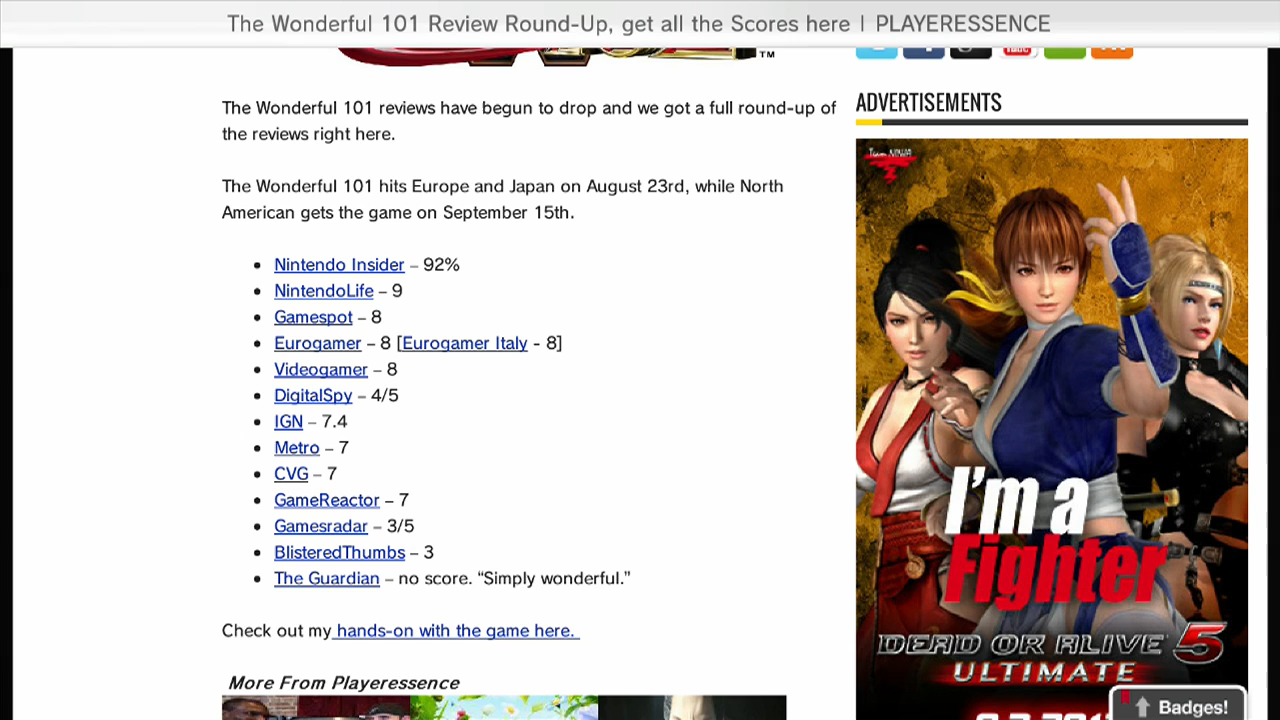 The Wonderful 101 Review Round-Up, get all the Scores here | PLAYERESSENCE
TM
The Wonderful 101 reviews have begun to drop and we got a full round-up of
the reviews right here.
The Wonderful 101 hits Europe and Japan on August 23rd, while North
American gets the game on September 15th.
• Nintendo Insider – 92%
• NintendoLife – 9
• Gamespot – 8
• Eurogamer – 8 [Eurogamer Italy - 8]
• Videogamer – 8
• DigitalSpy – 4/5
• IGN – 7.4
• Metro – 7
• CVG – 7
• GameReactor – 7
• Gamesradar – 3/5
• BlisteredThumbs – 3
• The Guardian – no score. “Simply wonderful.”
Check out my hands-on with the game here.
More From Playeressence
ADVERTISEMENTS
Team NINJA
I'm a
Fighter
DEAD OR ALIVE 5
ULTIMATE
Badges!